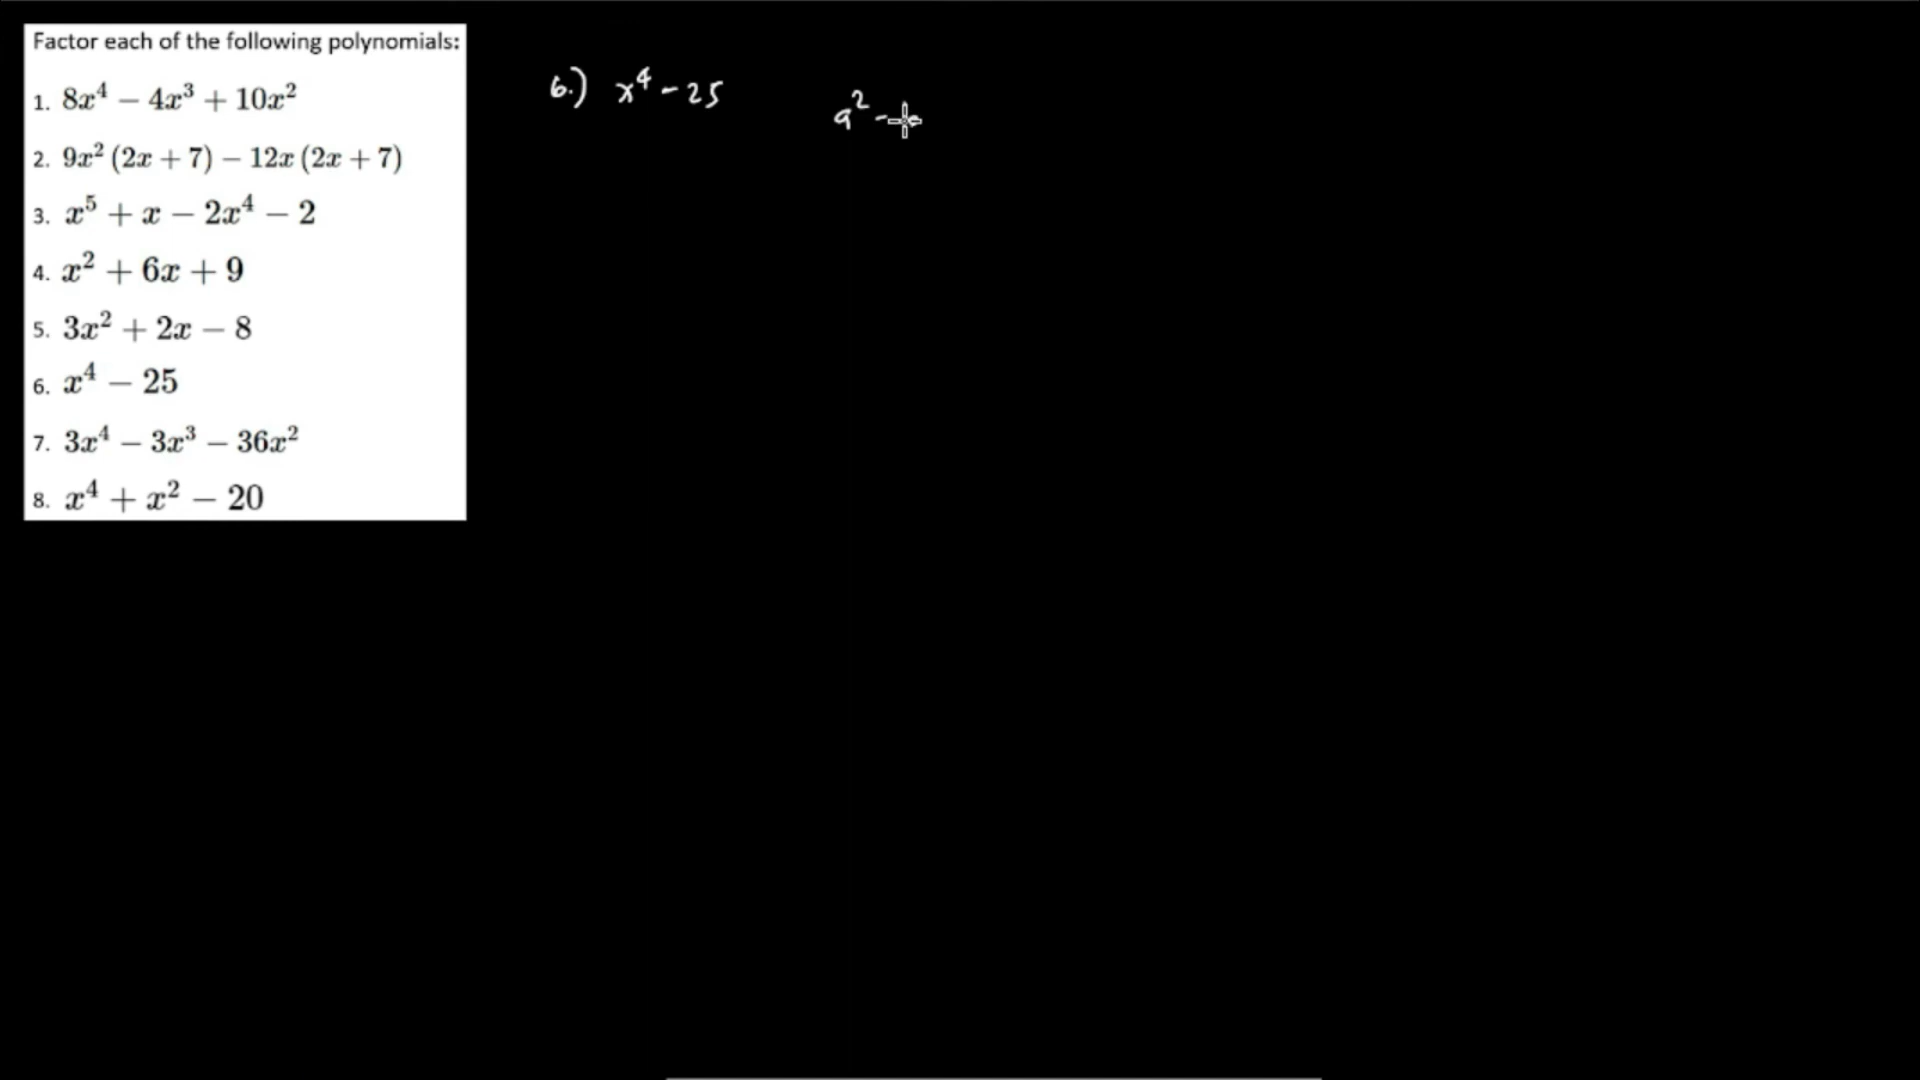 Factor each of the following polynomials:
1. 8x⁴ − 4x³ + 10x²
2. 9x² (2x + 7) − 12x (2x + 7)
3. x⁵ + x − 2x⁴ − 2
4. x² + 6x + 9
5. 3x² + 2x − 8
6. x⁴ − 25
7. 3x⁴ − 3x³ − 36x²
8. x⁴ + x² − 20
6.) x⁴ - 25
a² -